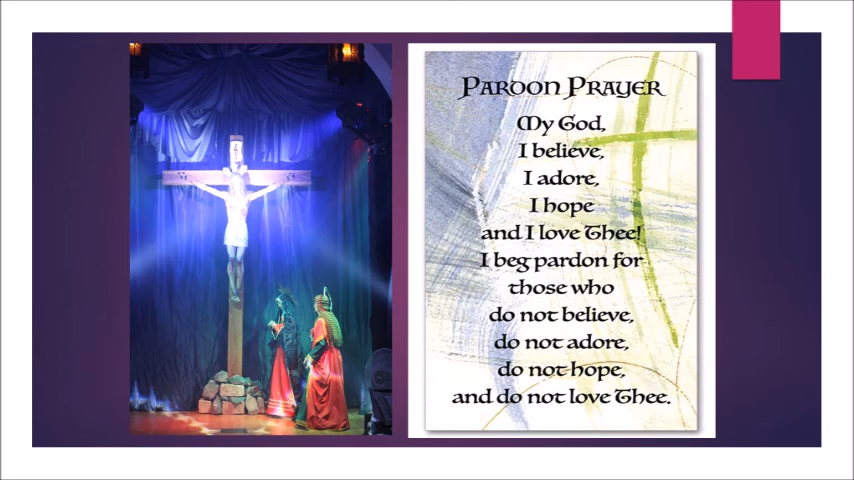 Pardon Prayer
My God,
I believe,
I adore,
I hope
and I love Thee!
I beg pardon for
those who
do not believe,
do not adore,
do not hope,
and do not love Thee.